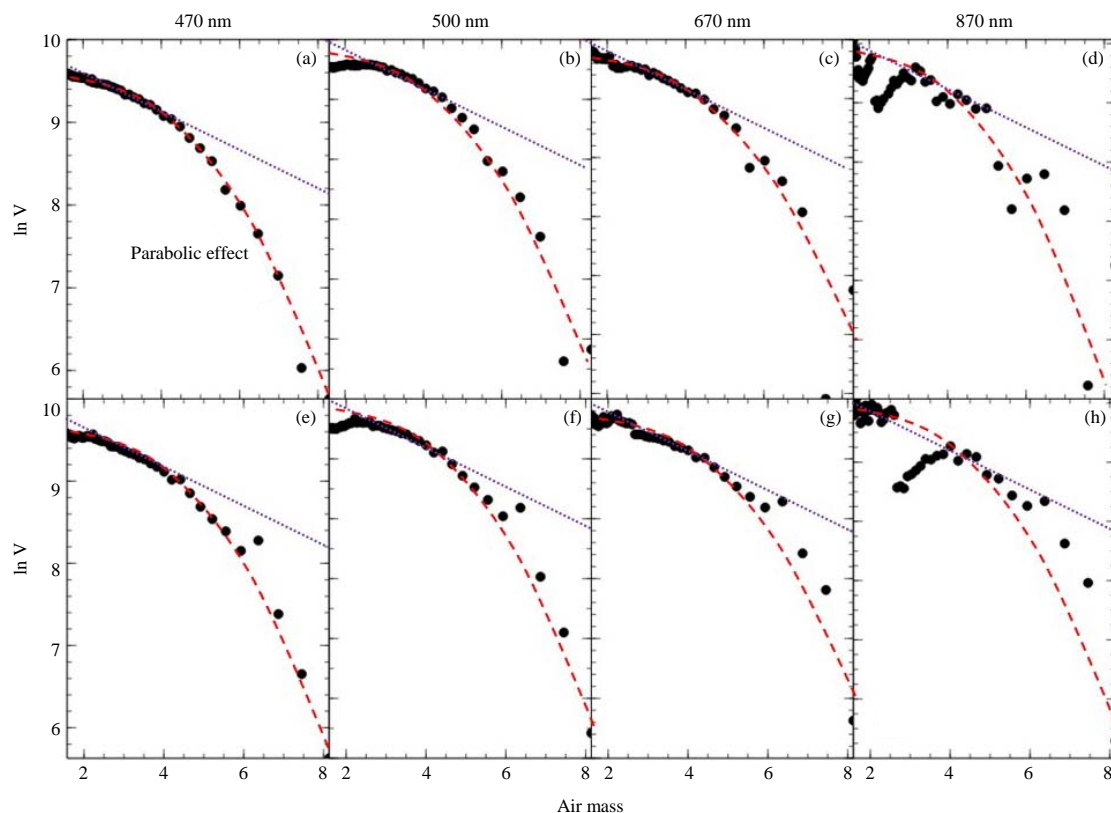 470 nm 500 nm 670 nm 870 nm
10 (a) (b) (c) (d)
9
8
ln V
Parabolic effect
7
6
10 (e) (f) (g) (h)
9
8
ln V
7
6
2 4 6 8 2 4 6 8 2 4 6 8 2 4 6 8
Air mass